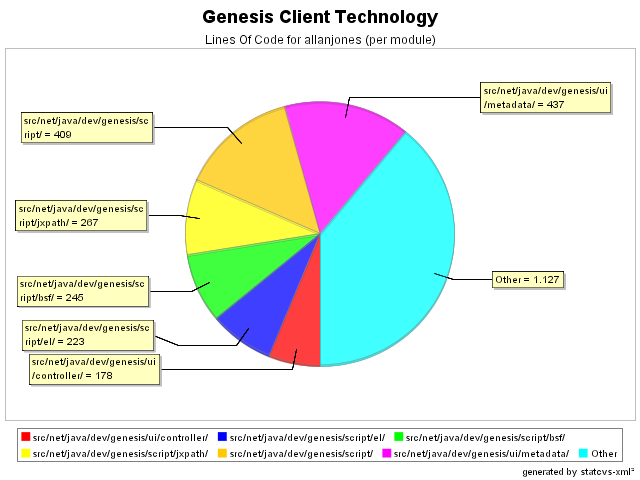 Genesis Client Technology
Lines Of Code for allanjones (per module)
src/net/java/dev/genesis/ui
/metadata/ = 437
src/net/java/dev/genesis/sc
ript/ = 409
src/net/java/dev/genesis/sc
ript/jxpath/ = 267
Other = 1.127
src/net/java/dev/genesis/sc
ript/bsf/ = 245
src/net/java/dev/genesis/sc
ript/el/ = 223
src/net/java/dev/genesis/ui
/controller/ = 178
src/net/java/dev/genesis/ui/controller/ src/net/java/dev/genesis/script/el/ src/net/java/dev/genesis/script/bsf/
src/net/java/dev/genesis/script/jxpath/ src/net/java/dev/genesis/script/ src/net/java/dev/genesis/ui/metadata/ Other
generated by statcvs-xml²